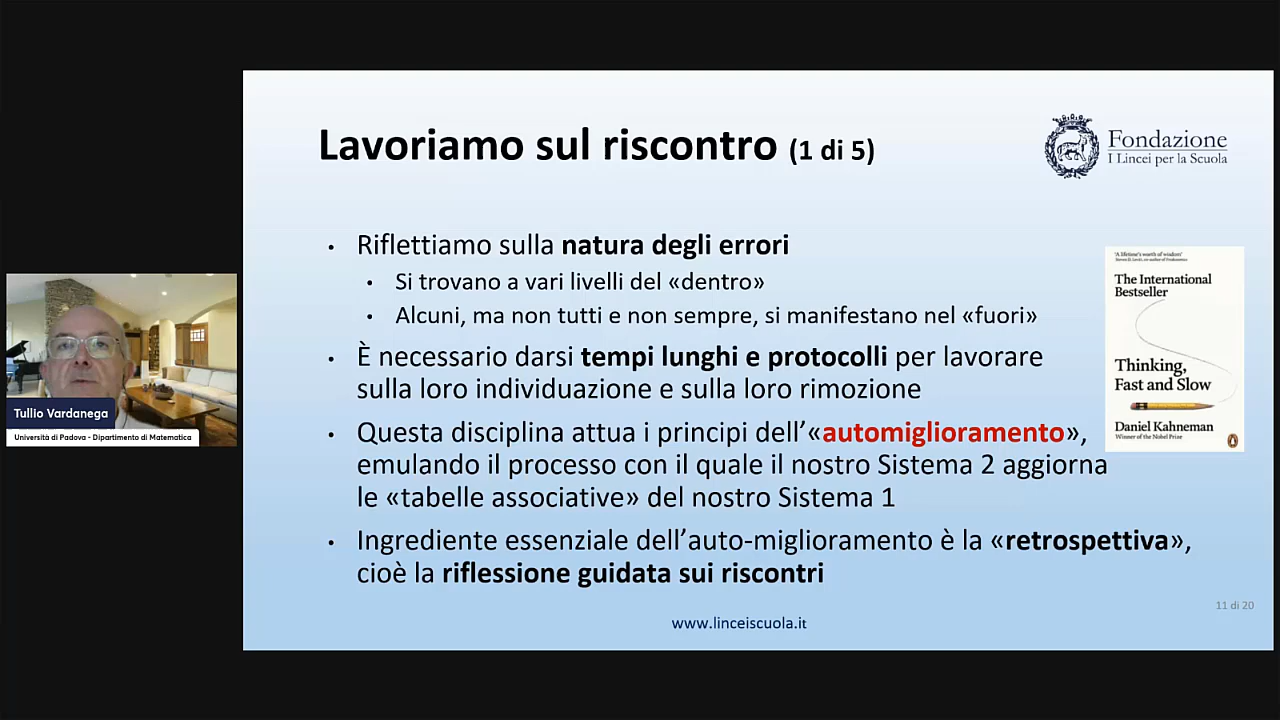 Lavoriamo sul riscontro (1 di 5)
Fondazione
I Lincei per la Scuola
• Riflettiamo sulla natura degli errori
• Si trovano a vari livelli del «dentro»
• Alcuni, ma non tutti e non sempre, si manifestano nel «fuori»
• È necessario darsi tempi lunghi e protocolli per lavorare
sulla loro individuazione e sulla loro rimozione
• Questa disciplina attua i principi dell’«automiglioramento»,
emulando il processo con il quale il nostro Sistema 2 aggiorna
le «tabelle associative» del nostro Sistema 1
• Ingrediente essenziale dell’auto-miglioramento è la «retrospettiva»,
cioè la riflessione guidata sui riscontri
'A lifetime's worth of wisdom'
The International
Bestseller
Thinking,
Fast and Slow
Daniel Kahneman
Winner of the Nobel Prize
11 di 20
www.linceiscuola.it
Tullio Vardanega
Università di Padova - Dipartimento di Matematica